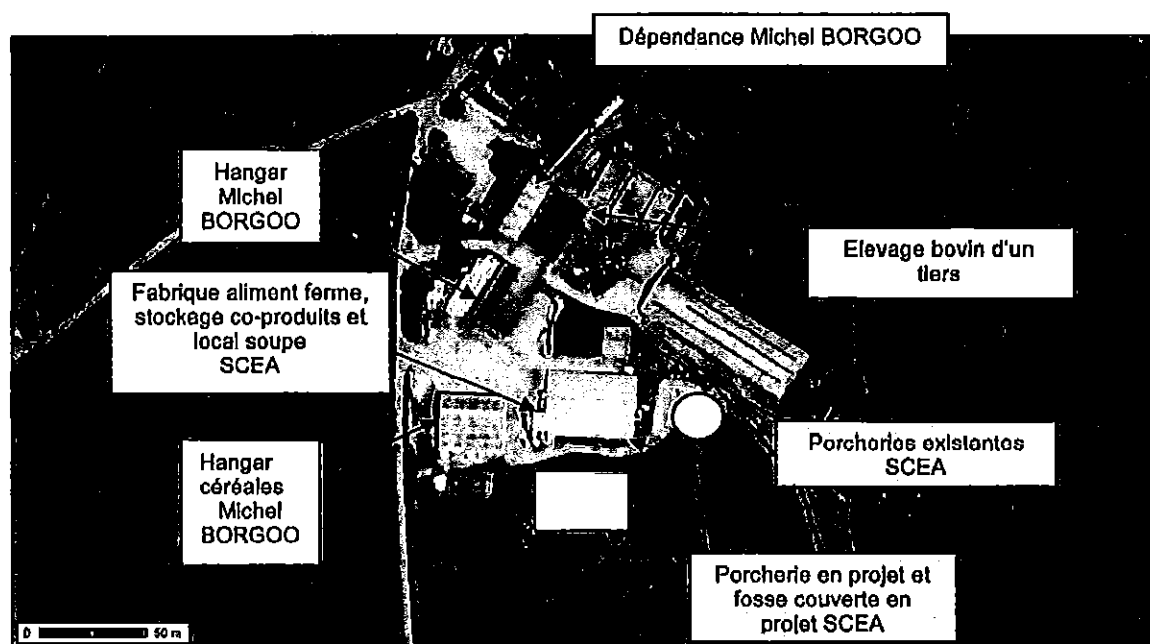 Dépendance Michel BORGOO
Hangar
Michel
BORGOO
Elevage bovin d'un
tiers
Fabrique aliment ferme,
stockage co-produits et
local soupe
SCEA
Porcheries existantes
SCEA
Hangar
céréales
Michel
BORGOO
Porcherie en projet et
fosse couverte en
projet SCEA
0 50 m